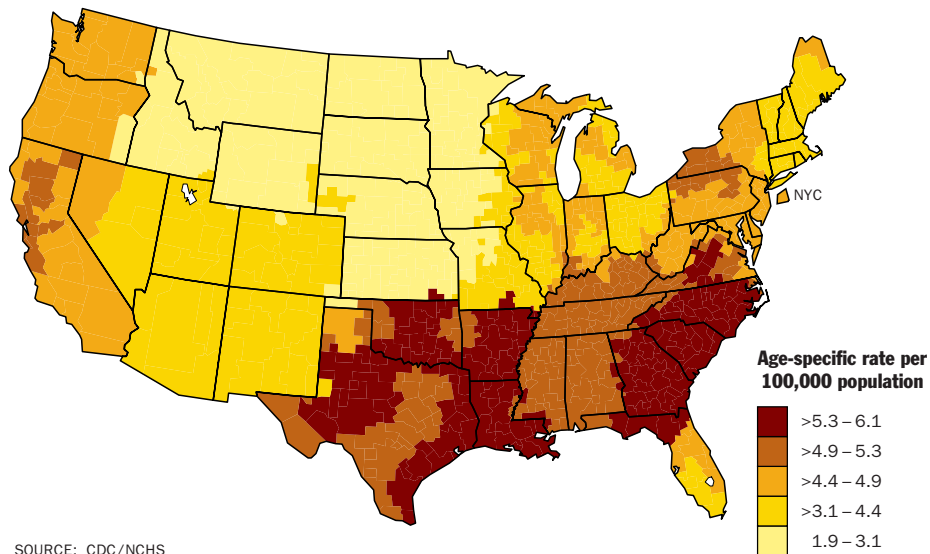 NYC
Age-specific rate per
100,000 population
>5.3 – 6.1
>4.9 – 5.3
>4.4 – 4.9
>3.1 – 4.4
1.9 – 3.1
SOURCE: CDC/NCHS